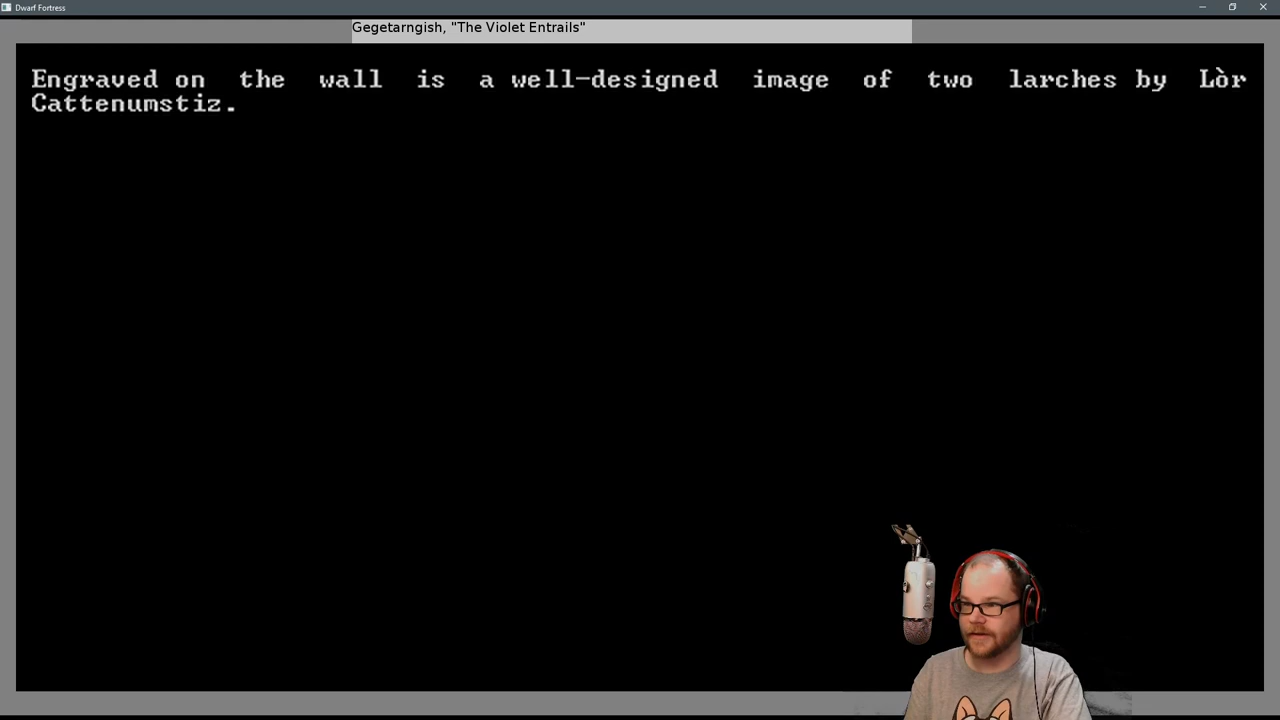 Dwarf Fortress
Gegetarngish, "The Violet Entrails"
Engraved on the wall is a well-designed image of two larches by Lòr
Cattenumstiz.